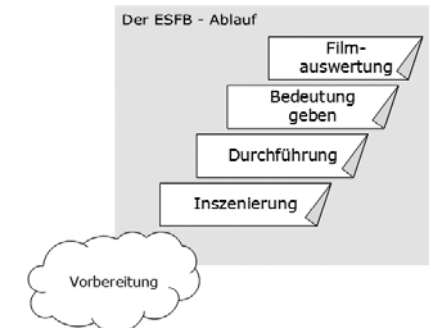 Der ESFB - Ablauf
Film-
auswertung
Bedeutung
geben
Durchführung
Inszenierung
Vorbereitung